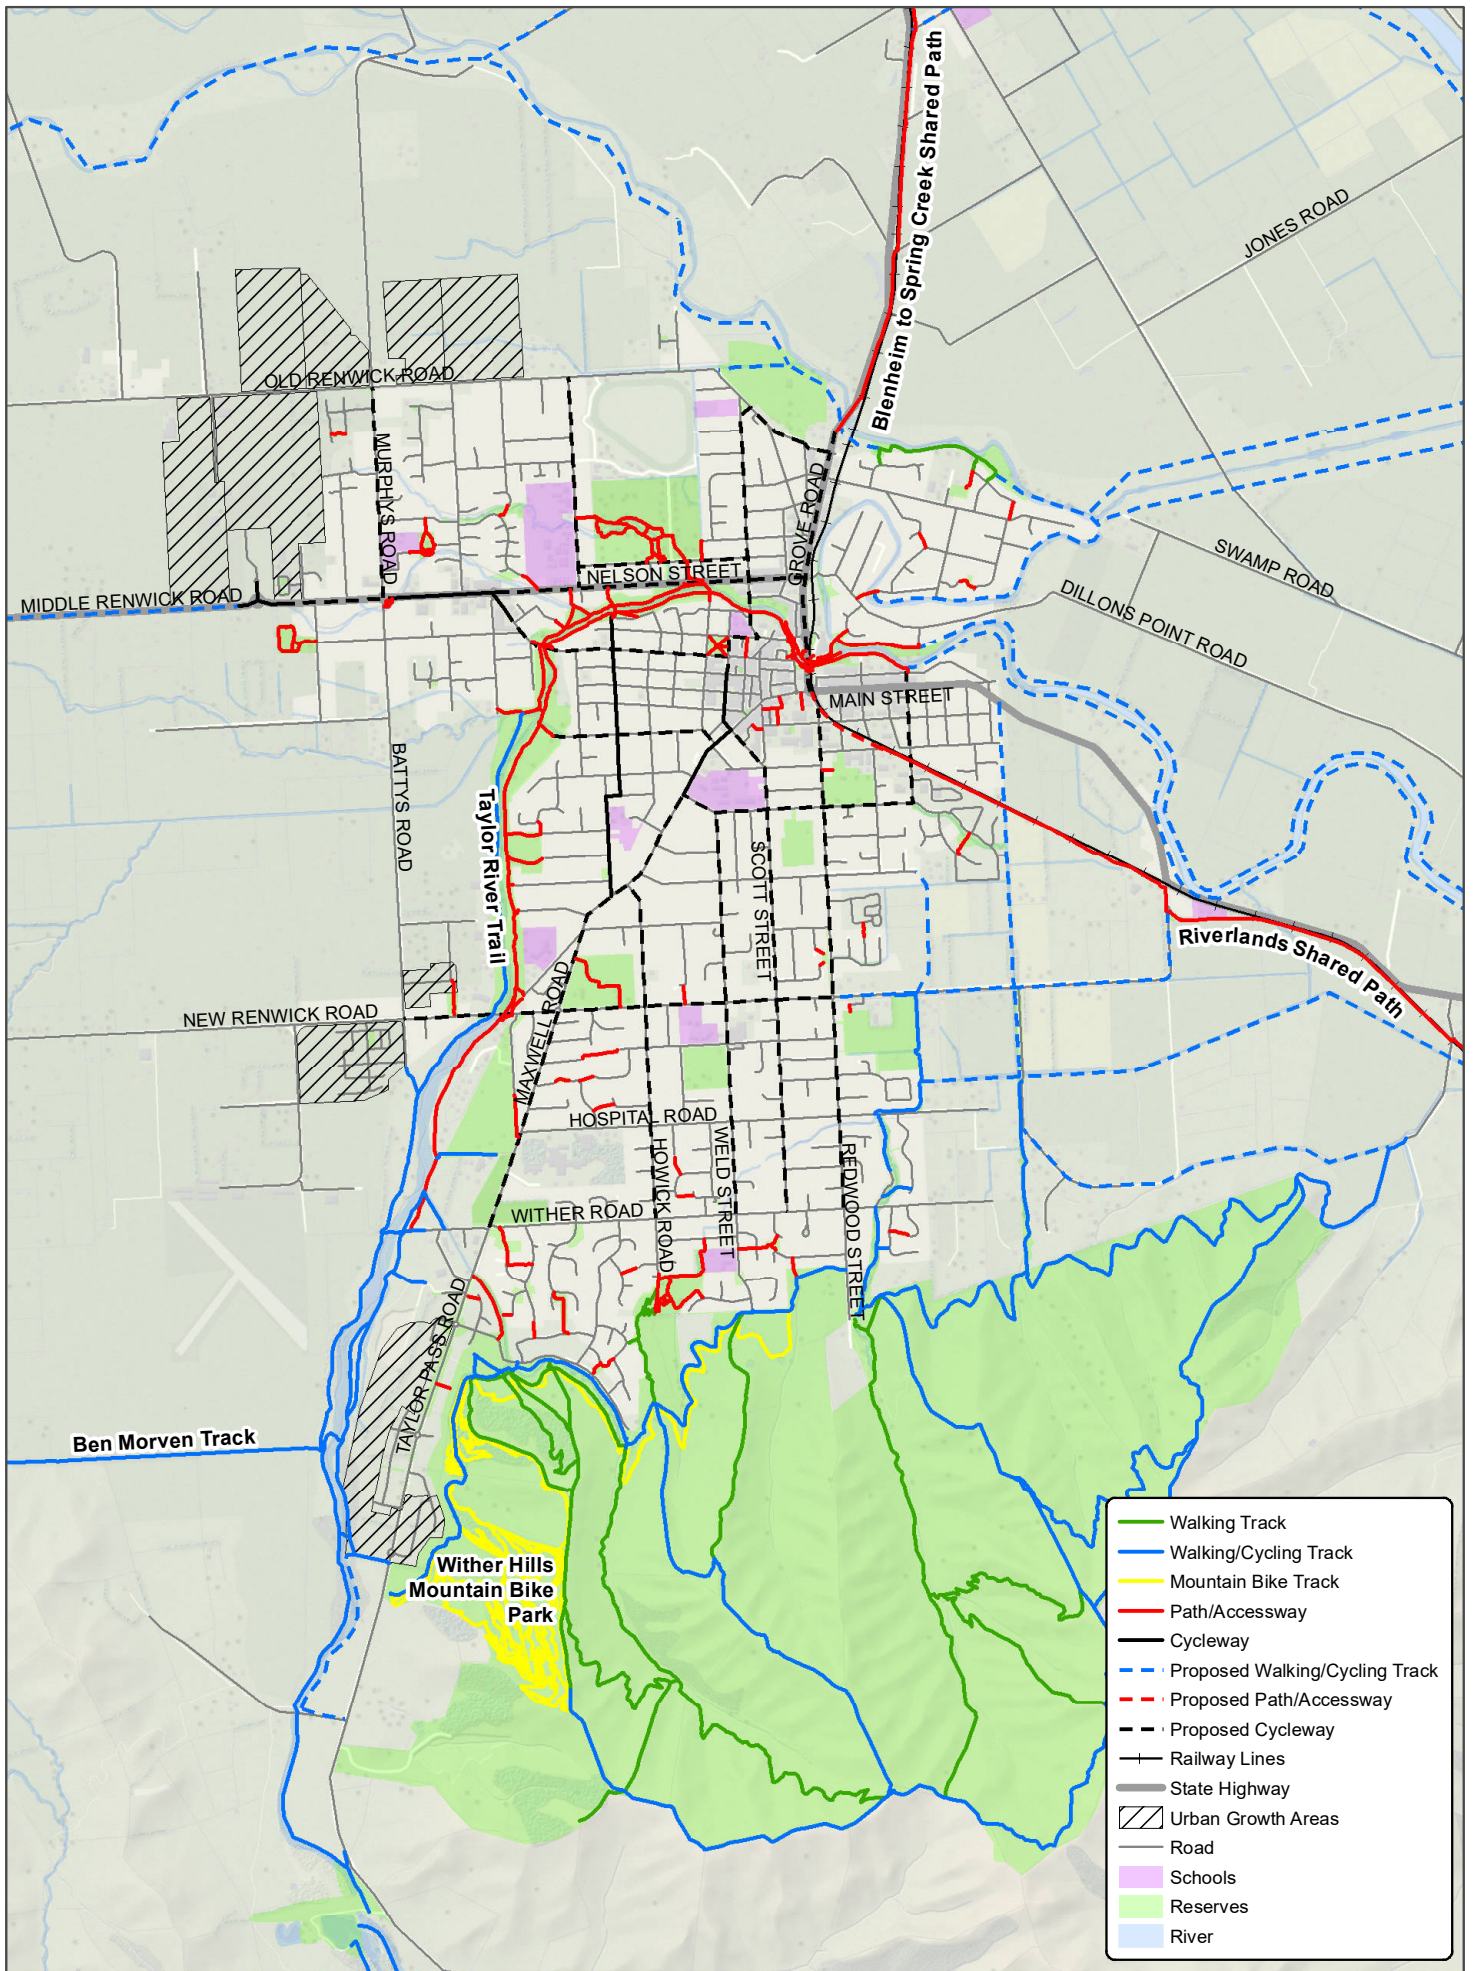 Blenheim to Spring Creek Shared Path
JONES ROAD
OLD RENWICK ROAD
MURPHYS ROAD
GROVE ROAD
NELSON STREET
MIDDLE RENWICK ROAD
SWAMP ROAD
DILLONS POINT ROAD
MAIN STREET
BATTYS ROAD
Taylor River Trail
SCOTT STREET
Riverlands Shared Path
MAXWELL ROAD
NEW RENWICK ROAD
HOSPITAL ROAD
HOWICK ROAD
WELD STREET
REDWOOD STREET
WITHER ROAD
TAYLOR PASS ROAD
Ben Morven Track
Wither Hills
Mountain Bike
Park
Walking Track
Walking/Cycling Track
Mountain Bike Track
Path/Accessway
Cycleway
Proposed Walking/Cycling Track
Proposed Path/Accessway
Proposed Cycleway
Railway Lines
State Highway
Urban Growth Areas
Road
Schools
Reserves
River